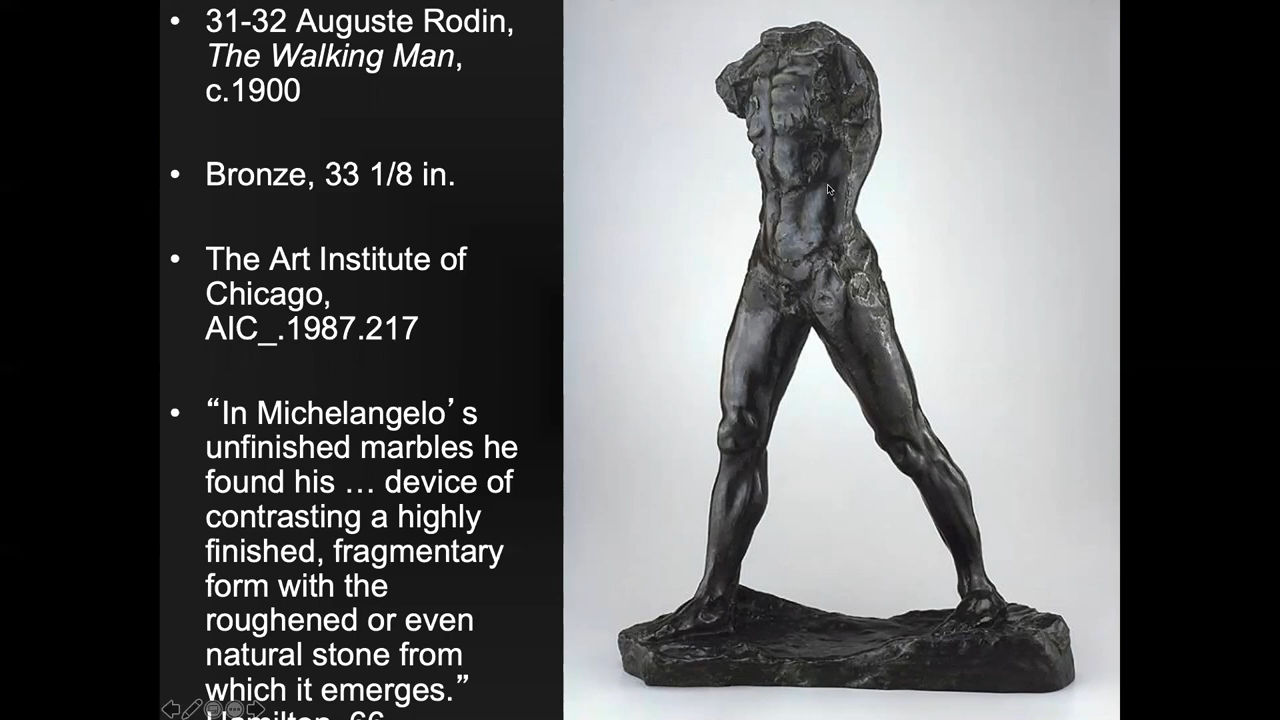 • 31-32 Auguste Rodin,
The Walking Man,
c.1900
• Bronze, 33 1/8 in.
• The Art Institute of
Chicago,
AIC_.1987.217
• “In Michelangelo’s
unfinished marbles he
found his … device of
contrasting a highly
finished, fragmentary
form with the
roughened or even
natural stone from
which it emerges.”
Hamilton, 66